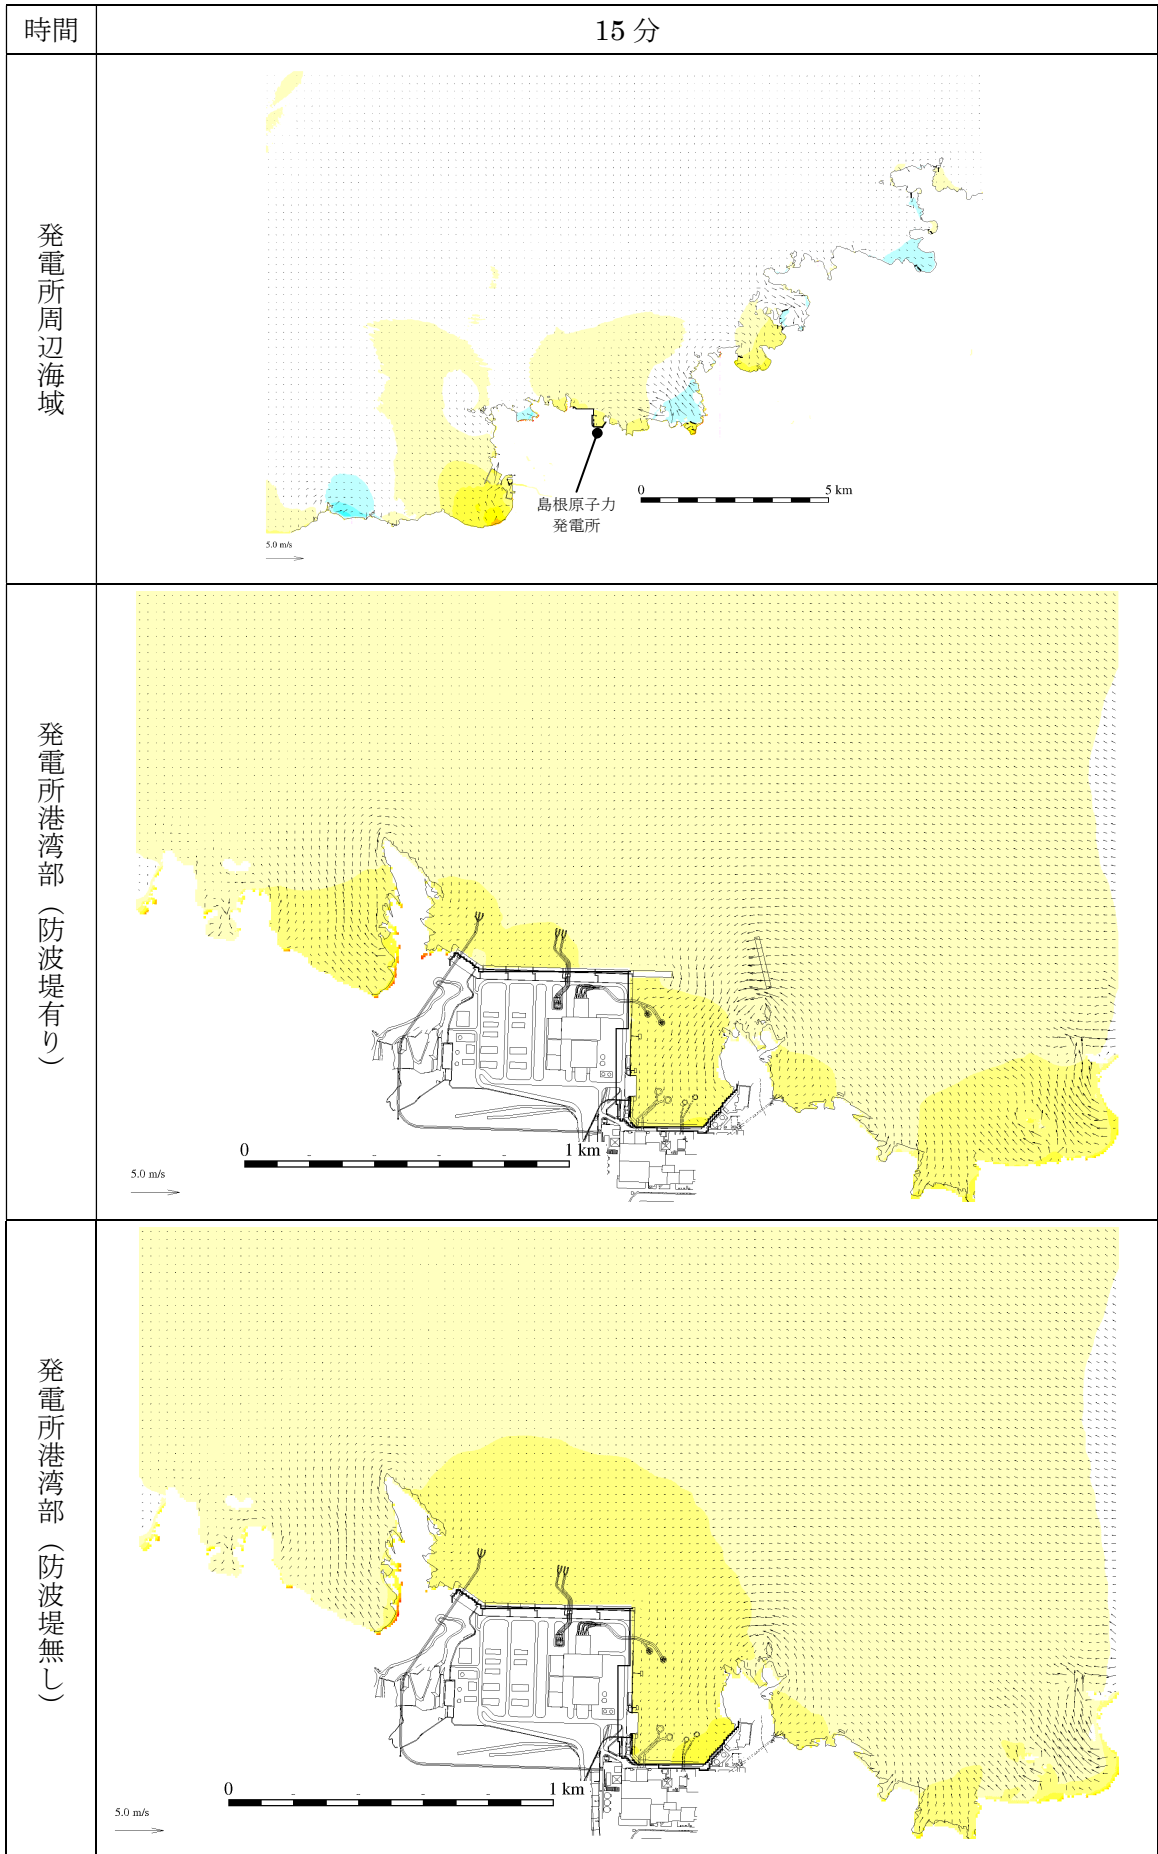 時間
15 分
発電所周辺海域
島根原子力
発電所
0 5 km
5.0 m/s
発電所港湾部（防波堤有り）
0 1 km
5.0 m/s
発電所港湾部（防波堤無し）
0 1 km
5.0 m/s